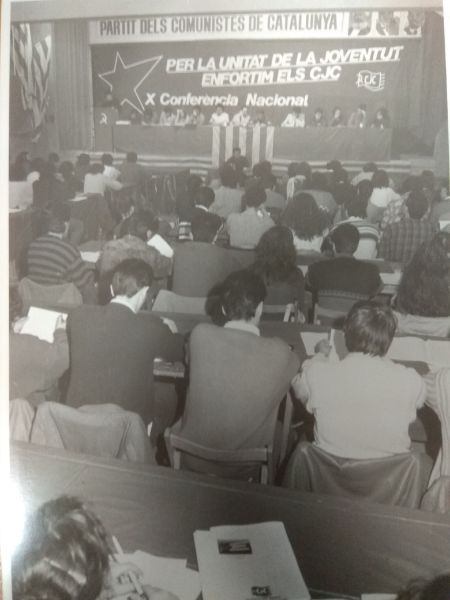 PARTIT DELS COMUNISTES DE CATALUNYA
PER LA UNITAT DE LA JOVENTUT
ENFORTIM ELS CJC
CJC
X Conferència Nacional